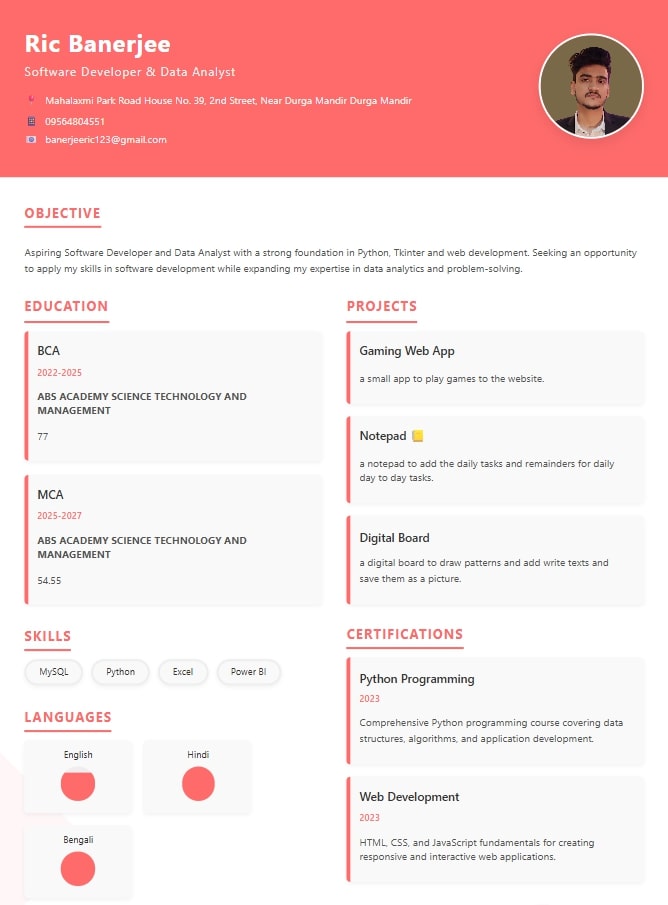 Ric Banerjee
Software Developer & Data Analyst
Mahalaxmi Park Road House No. 39, 2nd Street, Near Durga Mandir Durga Mandir
09564804551
banerjeeric123@gmail.com
OBJECTIVE
Aspiring Software Developer and Data Analyst with a strong foundation in Python, Tkinter and web development. Seeking an opportunity
to apply my skills in software development while expanding my expertise in data analytics and problem-solving.
EDUCATION
BCA
2022-2025
ABS ACADEMY SCIENCE TECHNOLOGY AND
MANAGEMENT
77
MCA
2025-2027
ABS ACADEMY SCIENCE TECHNOLOGY AND
MANAGEMENT
54.55
SKILLS
MySQL
Python
Excel
Power BI
LANGUAGES
English
Hindi
Bengali
PROJECTS
Gaming Web App
a small app to play games to the website.
Notepad 📒
a notepad to add the daily tasks and remainders for daily
day to day tasks.
Digital Board
a digital board to draw patterns and add write texts and
save them as a picture.
CERTIFICATIONS
Python Programming
2023
Comprehensive Python programming course covering data
structures, algorithms, and application development.
Web Development
2023
HTML, CSS, and JavaScript fundamentals for creating
responsive and interactive web applications.